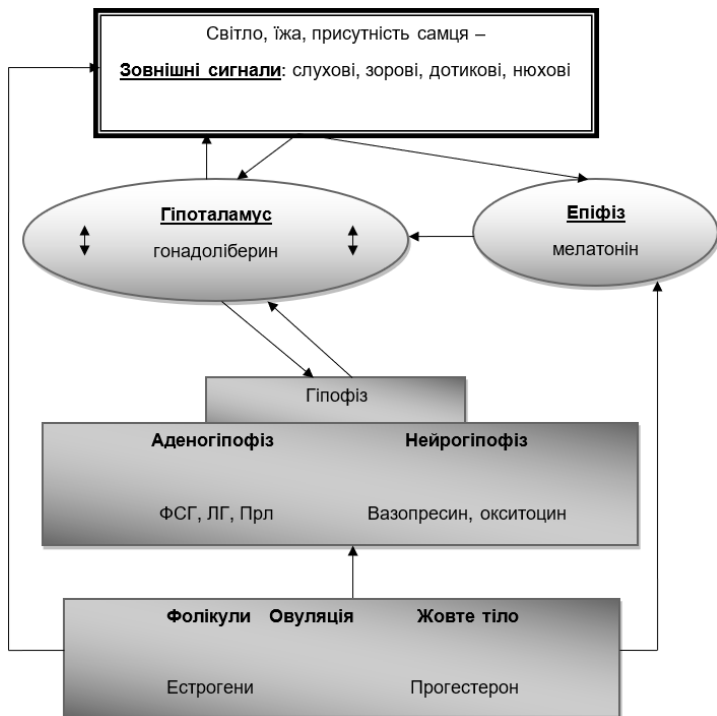 Світло, їжа, присутність самця –
Зовнішні сигнали: слухові, зорові, дотикові, нюхові
Гіпоталамус
гонадоліберин
Епіфіз
мелатонін
Гіпофіз
Аденогіпофіз Нейрогіпофіз
ФСГ, ЛГ, Прл Вазопресин, окситоцин
Фолікули Овуляція Жовте тіло
Естрогени Прогестерон